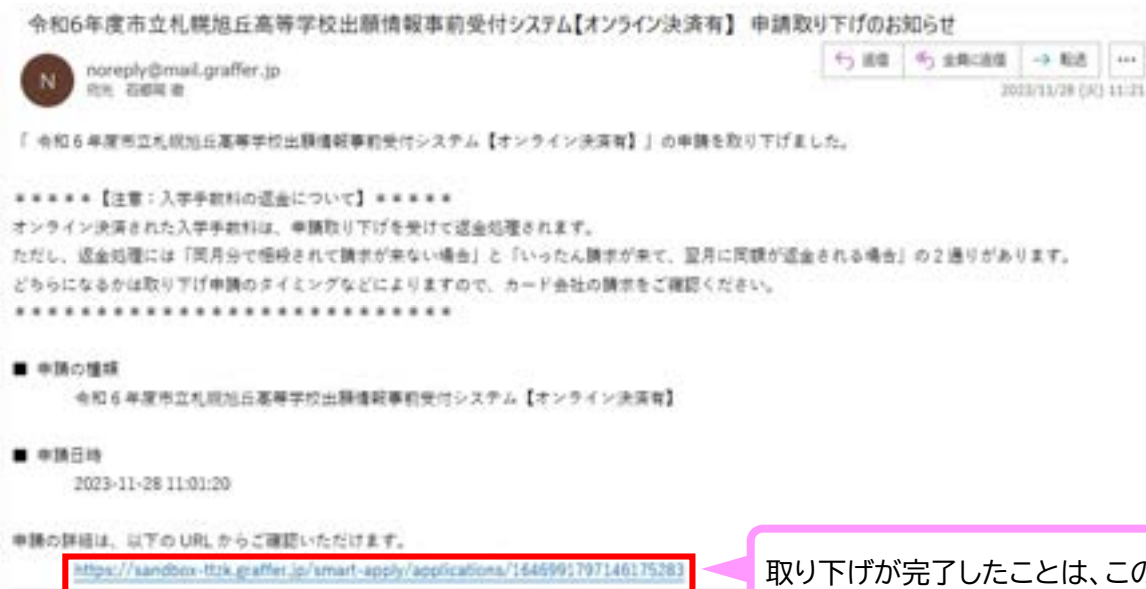 令和6年度市立札幌旭丘高等学校出願情報事前受付システム【オンライン決済有】 申請取り下げのお知らせ
N
noreply@mail.graffer.jp
返信 全員に返信 転送 …
宛先
2023/11/28 (火) 11:21
「 令和6年度市立札幌旭丘高等学校出願情報事前受付システム【オンライン決済有】」の申請を取り下げました。
*****【注意:入学手数料の返金について】*****
オンライン決済された入学手数料は、申請取り下げを受けて返金処理されます。
ただし、返金処理には「同月分で相殺されて請求が来ない場合」と「いったん請求が来て、翌月に同額が返金される場合」の2通りがあります。
どちらになるかは取り下げ申請のタイミングなどによりますので、カード会社の請求をご確認ください。
***************************
■ 申請の種類
令和6年度市立札幌旭丘高等学校出願情報事前受付システム【オンライン決済有】
■ 申請日時
2023-11-28 11:01:20
申請の詳細は、以下の URL からご確認いただけます。
https://sandbox-ttzk.graffer.jp/smart-apply/applications/1646991797146175283
取り下げが完了したことは、この